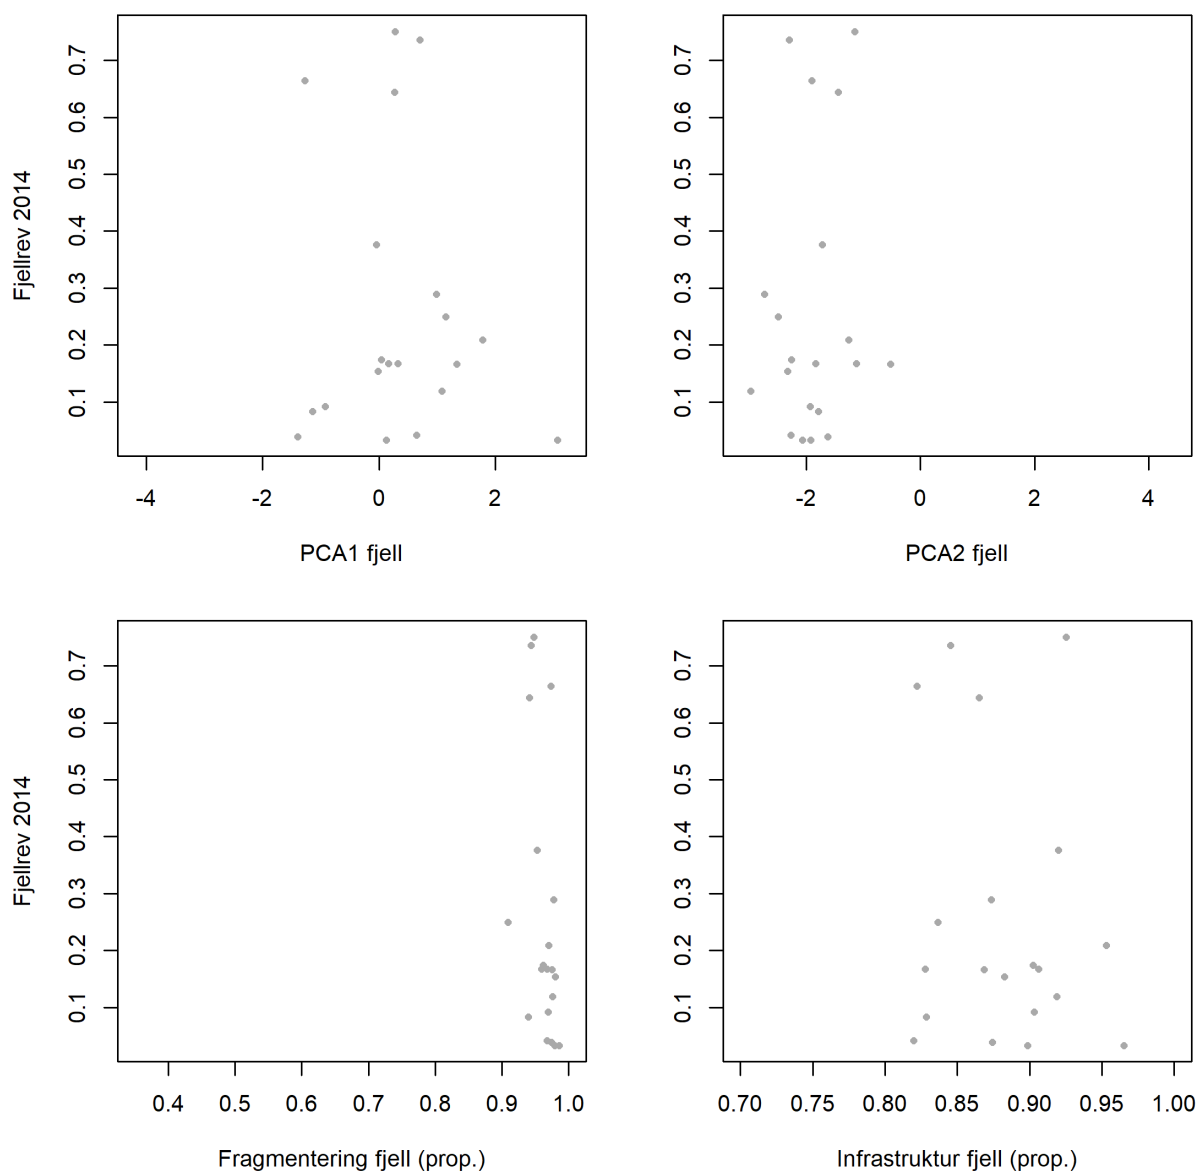 Fjellrev 2014
0.7
0.6
0.5
0.4
0.3
0.2
0.1
-4 -2 0 2
PCA1 fjell
0.7
0.6
0.5
0.4
0.3
0.2
0.1
-2 0 2 4
PCA2 fjell
Fjellrev 2014
0.7
0.6
0.5
0.4
0.3
0.2
0.1
0.4 0.5 0.6 0.7 0.8 0.9 1.0
Fragmentering fjell (prop.)
0.7
0.6
0.5
0.4
0.3
0.2
0.1
0.70 0.75 0.80 0.85 0.90 0.95 1.00
Infrastruktur fjell (prop.)